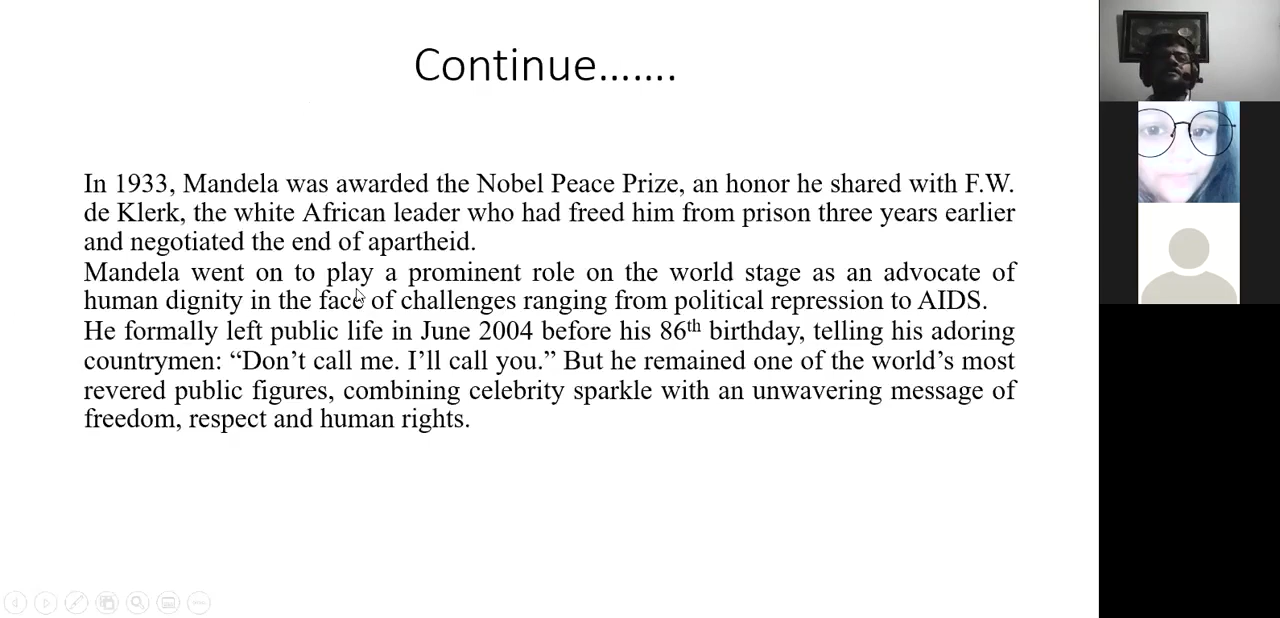 Continue.......
In 1933, Mandela was awarded the Nobel Peace Prize, an honor he shared with F.W.
de Klerk, the white African leader who had freed him from prison three years earlier
and negotiated the end of apartheid.
Mandela went on to play a prominent role on the world stage as an advocate of
human dignity in the face of challenges ranging from political repression to AIDS.
He formally left public life in June 2004 before his 86th birthday, telling his adoring
countrymen: “Don’t call me. I’ll call you.” But he remained one of the world’s most
revered public figures, combining celebrity sparkle with an unwavering message of
freedom, respect and human rights.